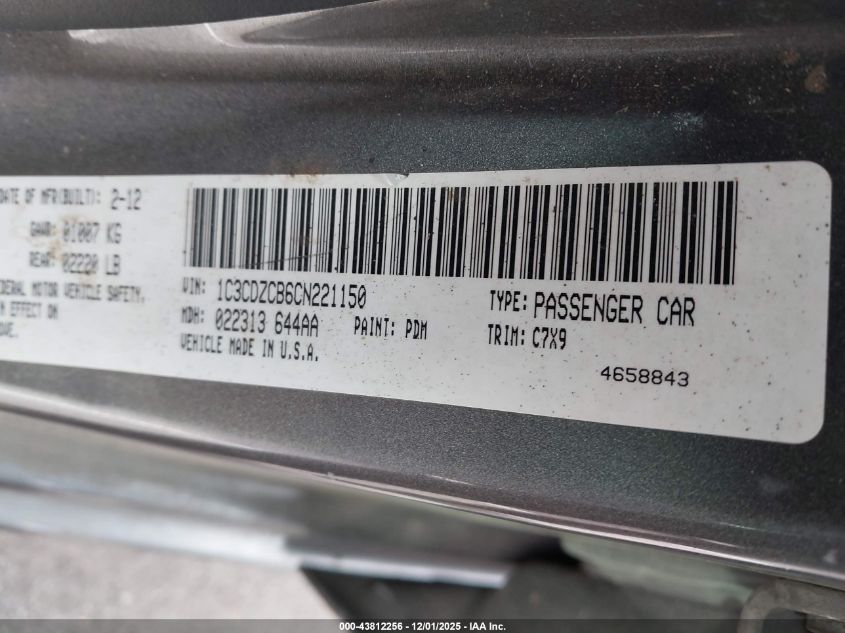 DATE OF MFR(BUILT): 2-12
GAWR: 01007 KG
REAR: 02220 LB
FEDERAL MOTOR VEHICLE SAFETY,
IN EFFECT ON
VIN: 1C3CDZCB6CN221150
TYPE: PASSENGER CAR
MDH: 022313 644AA PAINT: PDM
TRIM: C7X9
VEHICLE MADE IN U.S.A.
4658843
000-43812256 - 12/01/2025 - IAA Inc.